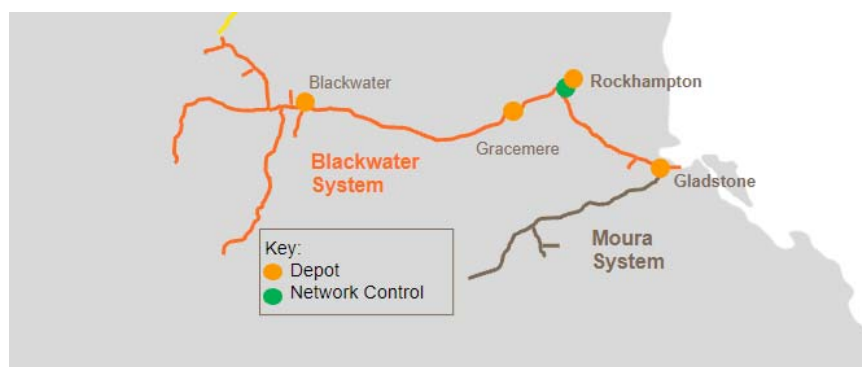 Blackwater
Rockhampton
Gracemere
Blackwater
System
Gladstone
Moura
System
Key:
Depot
Network Control